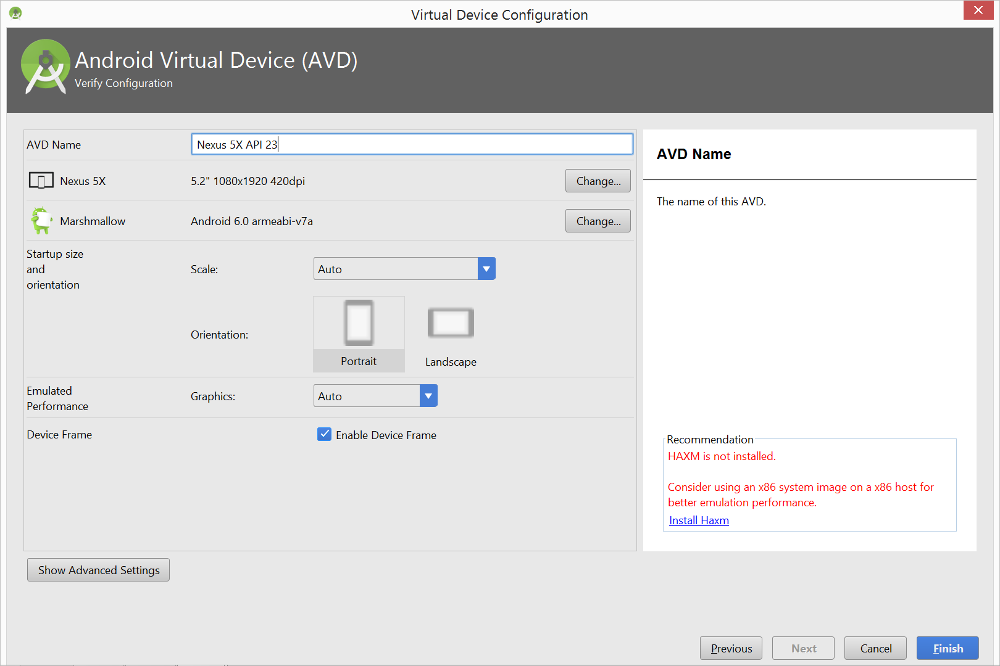 Virtual Device Configuration
Android Virtual Device (AVD)
Verify Configuration
AVD Name
Nexus 5X API 23
Nexus 5X
5.2" 1080x1920 420dpi
Change...
Marshmallow
Android 6.0 armeabi-v7a
Change...
Startup size
and
orientation
Scale:
Auto
Orientation:
Portrait
Landscape
Emulated
Performance
Graphics:
Auto
Device Frame
Enable Device Frame
AVD Name
The name of this AVD.
Recommendation
HAXM is not installed.
Consider using an x86 system image on a x86 host for
better emulation performance.
Install Haxm
Show Advanced Settings
Previous
Next
Cancel
Finish